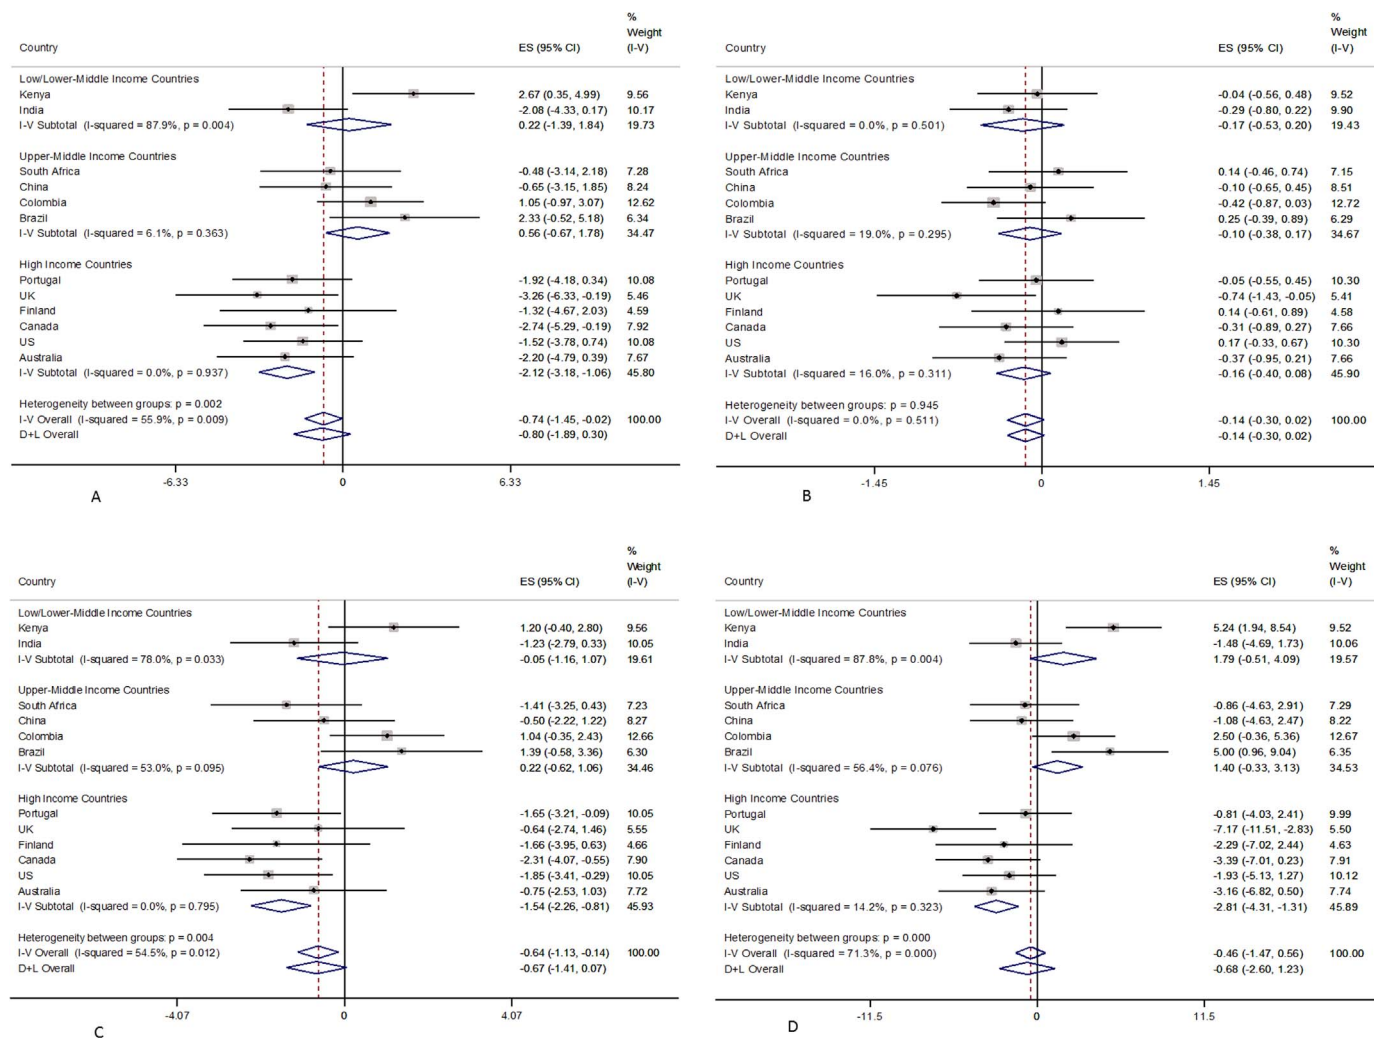 %
Weight
Country ES (95% CI) (I-V)
Low/Lower-Middle Income Countries
Kenya 2.67 (0.35, 4.99) 9.56
India -2.08 (-4.33, 0.17) 10.17
I-V Subtotal (I-squared = 87.9%, p = 0.004) 0.22 (-1.39, 1.84) 19.73
Upper-Middle Income Countries
South Africa -0.48 (-3.14, 2.18) 7.28
China -0.65 (-3.15, 1.85) 8.24
Colombia 1.05 (-0.97, 3.07) 12.62
Brazil 2.33 (-0.52, 5.18) 6.34
I-V Subtotal (I-squared = 6.1%, p = 0.363) 0.56 (-0.67, 1.78) 34.47
High Income Countries
Portugal -1.92 (-4.18, 0.34) 10.08
UK -3.26 (-6.33, -0.19) 5.46
Finland -1.32 (-4.67, 2.03) 4.59
Canada -2.74 (-5.29, -0.19) 7.92
US -1.52 (-3.78, 0.74) 10.08
Australia -2.20 (-4.79, 0.39) 7.67
I-V Subtotal (I-squared = 0.0%, p = 0.937) -2.12 (-3.18, -1.06) 45.80
Heterogeneity between groups: p = 0.002
I-V Overall (I-squared = 55.9%, p = 0.009) -0.74 (-1.45, -0.02) 100.00
D+L Overall -0.80 (-1.89, 0.30)
-6.33 0 6.33
A
%
Weight
Country ES (95% CI) (I-V)
Low/Lower-Middle Income Countries
Kenya -0.04 (-0.56, 0.48) 9.52
India -0.29 (-0.80, 0.22) 9.90
I-V Subtotal (I-squared = 0.0%, p = 0.501) -0.17 (-0.53, 0.20) 19.43
Upper-Middle Income Countries
South Africa 0.14 (-0.46, 0.74) 7.15
China -0.10 (-0.65, 0.45) 8.51
Colombia -0.42 (-0.87, 0.03) 12.72
Brazil 0.25 (-0.39, 0.89) 6.29
I-V Subtotal (I-squared = 19.0%, p = 0.295) -0.10 (-0.38, 0.17) 34.67
High Income Countries
Portugal -0.05 (-0.55, 0.45) 10.30
UK -0.74 (-1.43, -0.05) 5.41
Finland 0.14 (-0.61, 0.89) 4.58
Canada -0.31 (-0.89, 0.27) 7.66
US 0.17 (-0.33, 0.67) 10.30
Australia -0.37 (-0.95, 0.21) 7.66
I-V Subtotal (I-squared = 16.0%, p = 0.311) -0.16 (-0.40, 0.08) 45.90
Heterogeneity between groups: p = 0.945
I-V Overall (I-squared = 0.0%, p = 0.511) -0.14 (-0.30, 0.02) 100.00
D+L Overall -0.14 (-0.30, 0.02)
-1.45 0 1.45
B
%
Weight
Country ES (95% CI) (I-V)
Low/Lower-Middle Income Countries
Kenya 1.20 (-0.40, 2.80) 9.56
India -1.23 (-2.79, 0.33) 10.05
I-V Subtotal (I-squared = 78.0%, p = 0.033) -0.05 (-1.16, 1.07) 19.61
Upper-Middle Income Countries
South Africa -1.41 (-3.25, 0.43) 7.23
China -0.50 (-2.22, 1.22) 8.27
Colombia 1.04 (-0.35, 2.43) 12.66
Brazil 1.39 (-0.58, 3.36) 6.30
I-V Subtotal (I-squared = 53.0%, p = 0.095) 0.22 (-0.62, 1.06) 34.46
High Income Countries
Portugal -1.65 (-3.21, -0.09) 10.05
UK -0.64 (-2.74, 1.46) 5.55
Finland -1.66 (-3.95, 0.63) 4.66
Canada -2.31 (-4.07, -0.55) 7.90
US -1.85 (-3.41, -0.29) 10.05
Australia -0.75 (-2.53, 1.03) 7.72
I-V Subtotal (I-squared = 0.0%, p = 0.795) -1.54 (-2.26, -0.81) 45.93
Heterogeneity between groups: p = 0.004
I-V Overall (I-squared = 54.5%, p = 0.012) -0.64 (-1.13, -0.14) 100.00
D+L Overall -0.67 (-1.41, 0.07)
-4.07 0 4.07
C
%
Weight
Country ES (95% CI) (I-V)
Low/Lower-Middle Income Countries
Kenya 5.24 (1.94, 8.54) 9.52
India -1.48 (-4.69, 1.73) 10.06
I-V Subtotal (I-squared = 87.8%, p = 0.004) 1.79 (-0.51, 4.09) 19.57
Upper-Middle Income Countries
South Africa -0.86 (-4.63, 2.91) 7.29
China -1.08 (-4.63, 2.47) 8.22
Colombia 2.50 (-0.36, 5.36) 12.67
Brazil 5.00 (0.96, 9.04) 6.35
I-V Subtotal (I-squared = 56.4%, p = 0.076) 1.40 (-0.33, 3.13) 34.53
High Income Countries
Portugal -0.81 (-4.03, 2.41) 9.99
UK -7.17 (-11.51, -2.83) 5.50
Finland -2.29 (-7.02, 2.44) 4.63
Canada -3.39 (-7.01, 0.23) 7.91
US -1.93 (-5.13, 1.27) 10.12
Australia -3.16 (-6.82, 0.50) 7.74
I-V Subtotal (I-squared = 14.2%, p = 0.323) -2.81 (-4.31, -1.31) 45.89
Heterogeneity between groups: p = 0.000
I-V Overall (I-squared = 71.3%, p = 0.000) -0.46 (-1.47, 0.56) 100.00
D+L Overall -0.68 (-2.60, 1.23)
-11.5 0 11.5
D